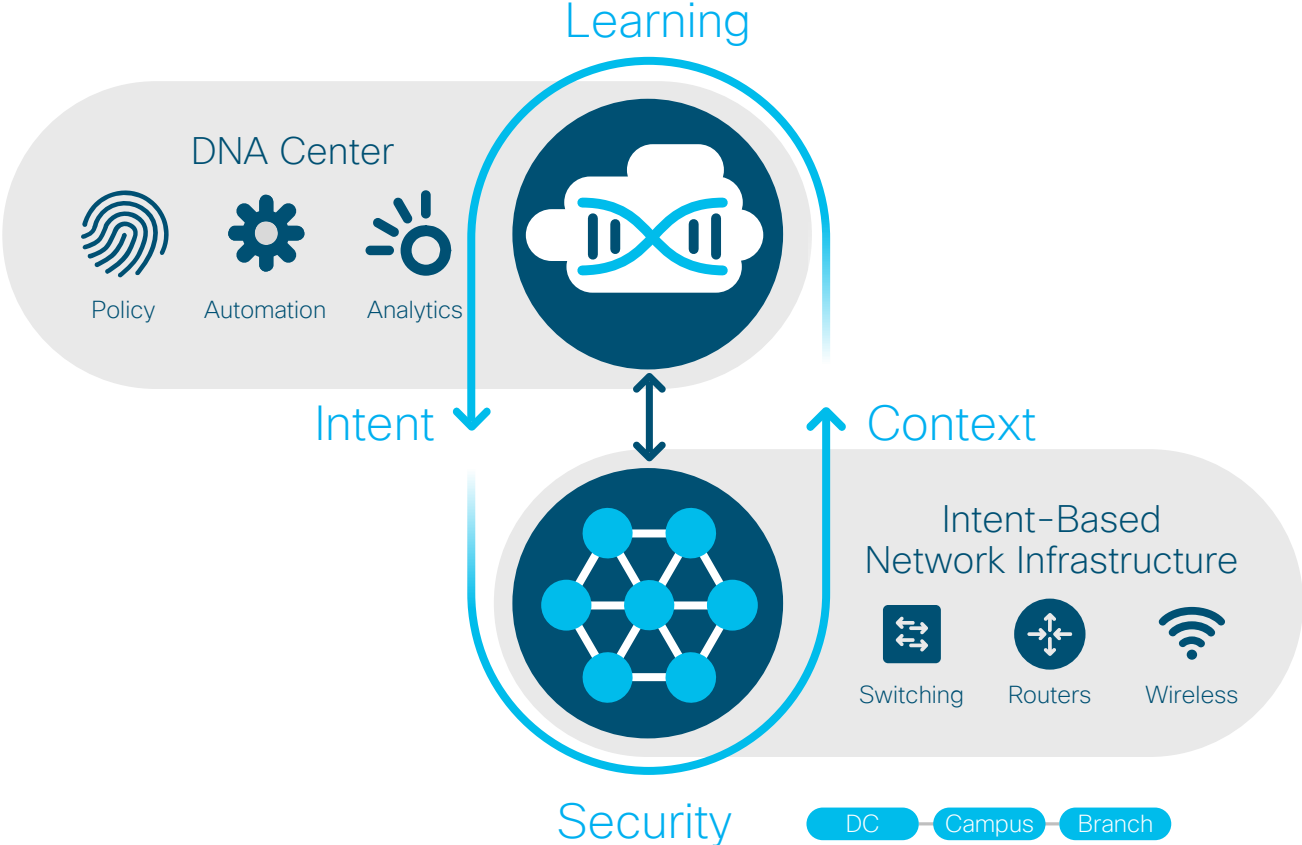 Learning
DNA Center
Policy
Automation
Analytics
Intent
Context
Intent-Based
Network Infrastructure
Switching
Routers
Wireless
Security
DC
Campus
Branch